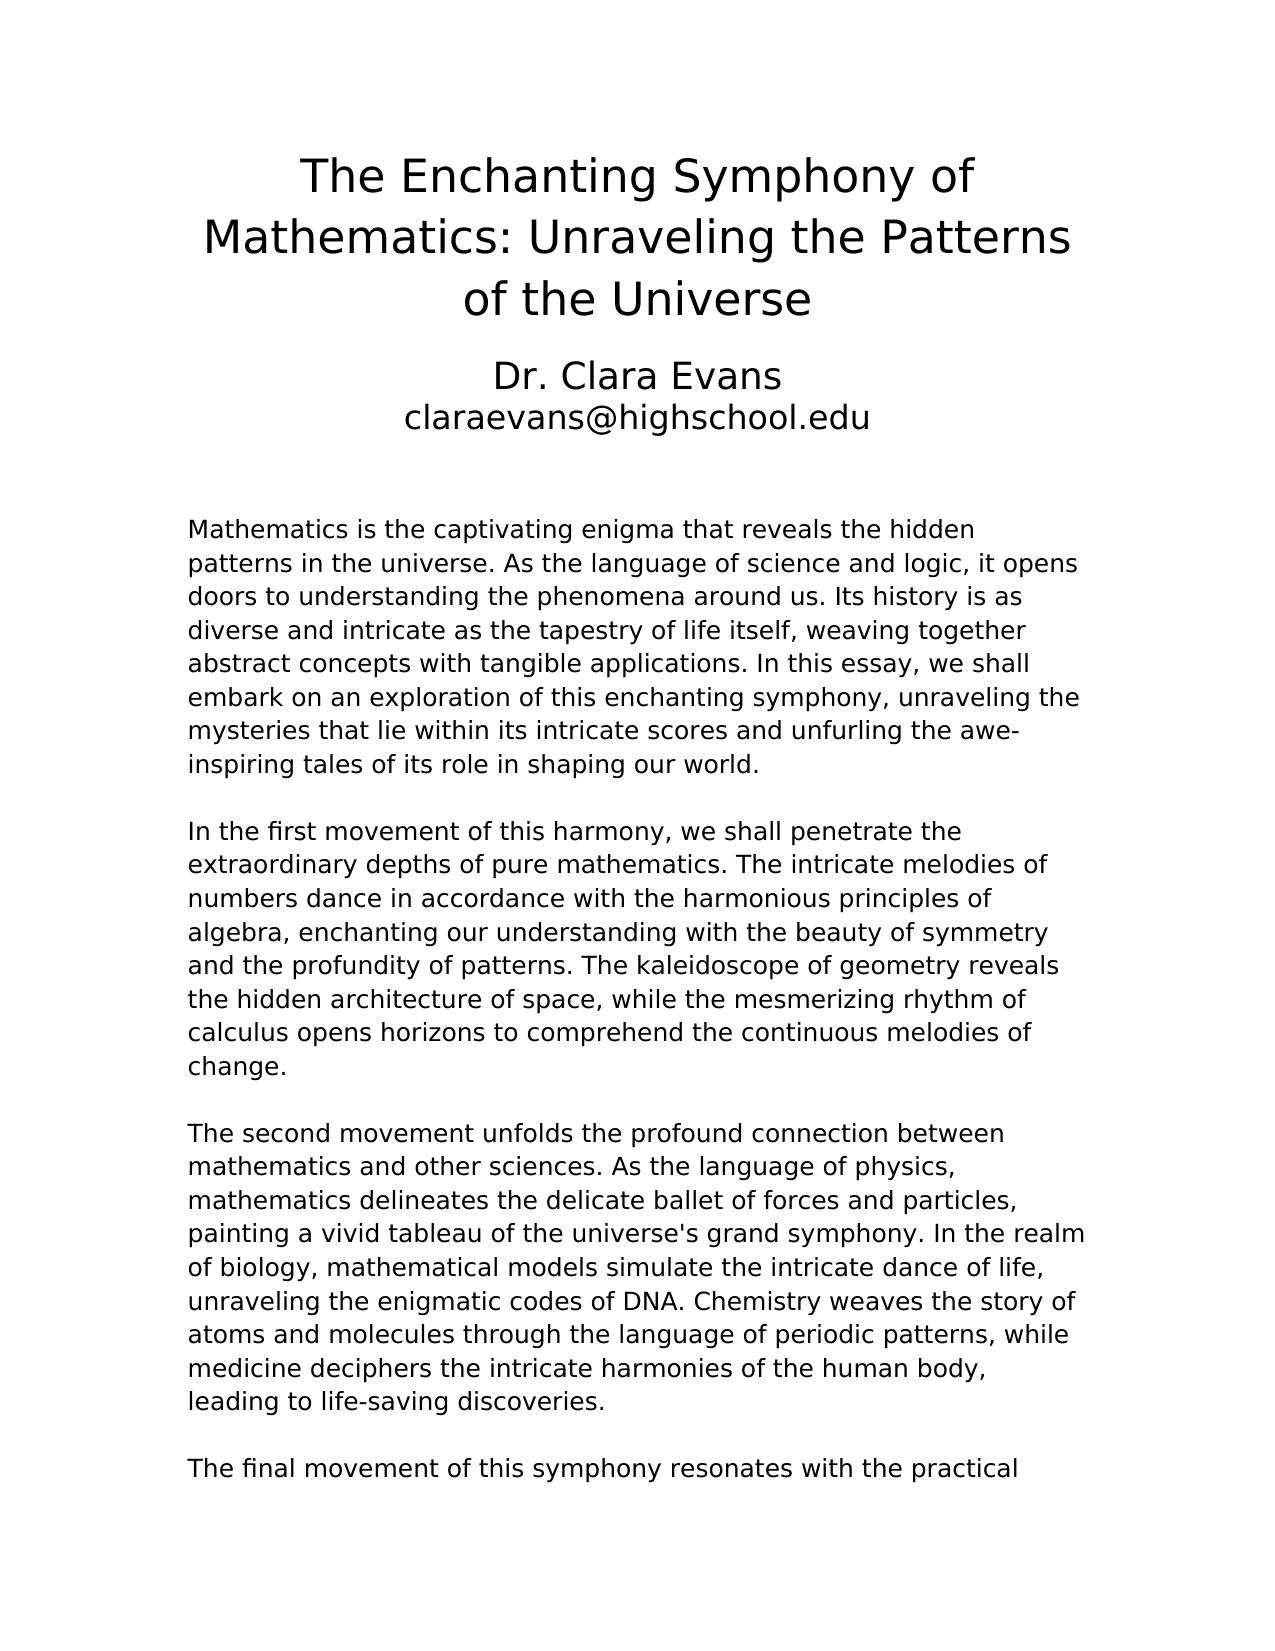 The Enchanting Symphony of
Mathematics: Unraveling the Patterns
of the Universe
Dr. Clara Evans
claraevans@highschool.edu
Mathematics is the captivating enigma that reveals the hidden
patterns in the universe. As the language of science and logic, it opens
doors to understanding the phenomena around us. Its history is as
diverse and intricate as the tapestry of life itself, weaving together
abstract concepts with tangible applications. In this essay, we shall
embark on an exploration of this enchanting symphony, unraveling the
mysteries that lie within its intricate scores and unfurling the awe-
inspiring tales of its role in shaping our world.
In the first movement of this harmony, we shall penetrate the
extraordinary depths of pure mathematics. The intricate melodies of
numbers dance in accordance with the harmonious principles of
algebra, enchanting our understanding with the beauty of symmetry
and the profundity of patterns. The kaleidoscope of geometry reveals
the hidden architecture of space, while the mesmerizing rhythm of
calculus opens horizons to comprehend the continuous melodies of
change.
The second movement unfolds the profound connection between
mathematics and other sciences. As the language of physics,
mathematics delineates the delicate ballet of forces and particles,
painting a vivid tableau of the universe's grand symphony. In the realm
of biology, mathematical models simulate the intricate dance of life,
unraveling the enigmatic codes of DNA. Chemistry weaves the story of
atoms and molecules through the language of periodic patterns, while
medicine deciphers the intricate harmonies of the human body,
leading to life-saving discoveries.
The final movement of this symphony resonates with the practical